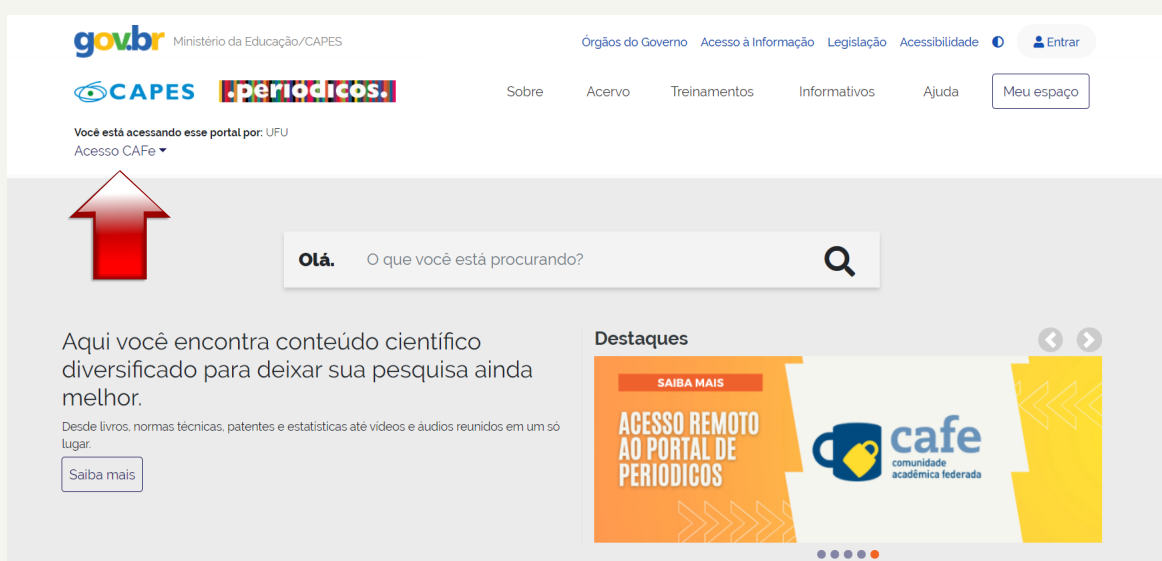 gov.br Ministério da Educação/CAPES
Órgãos do Governo Acesso à Informação Legislação Acessibilidade Entrar
CAPES .periodicos. Sobre Acervo Treinamentos Informativos Ajuda Meu espaço
Você está acessando esse portal por: UFU
Acesso CAFe
Olá. O que você está procurando?
Aqui você encontra conteúdo científico
diversificado para deixar sua pesquisa ainda
melhor.
Desde livros, normas técnicas, patentes e estatísticas até vídeos e áudios reunidos em um só
lugar.
Saiba mais
Destaques
SAIBA MAIS
ACESSO REMOTO
AO PORTAL DE
PERIODICOS
cafe
comunidade
acadêmica federada